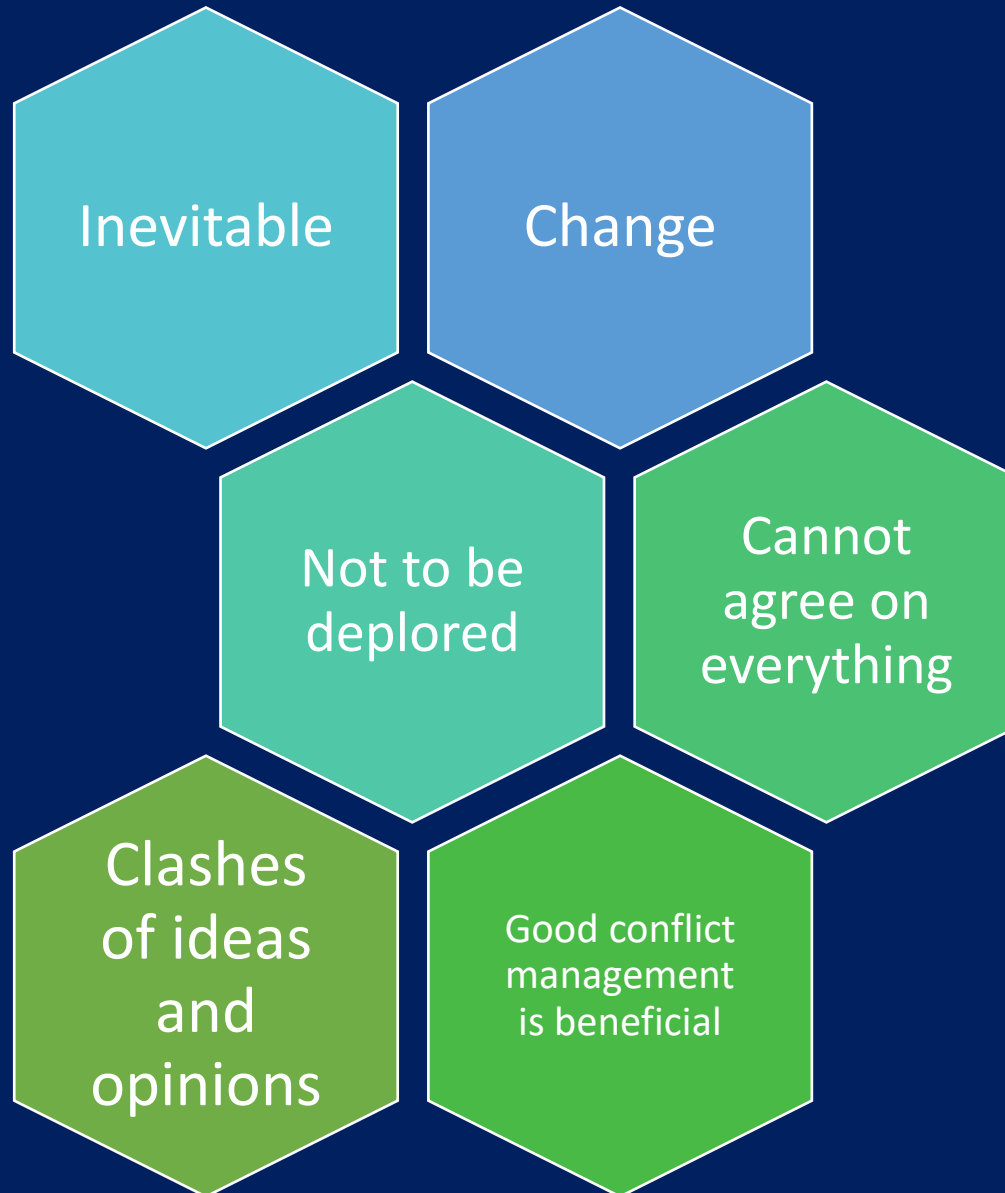 Inevitable
Change
Not to be
deplored
Cannot
agree on
everything
Clashes
of ideas
and
opinions
Good conflict
management
is beneficial